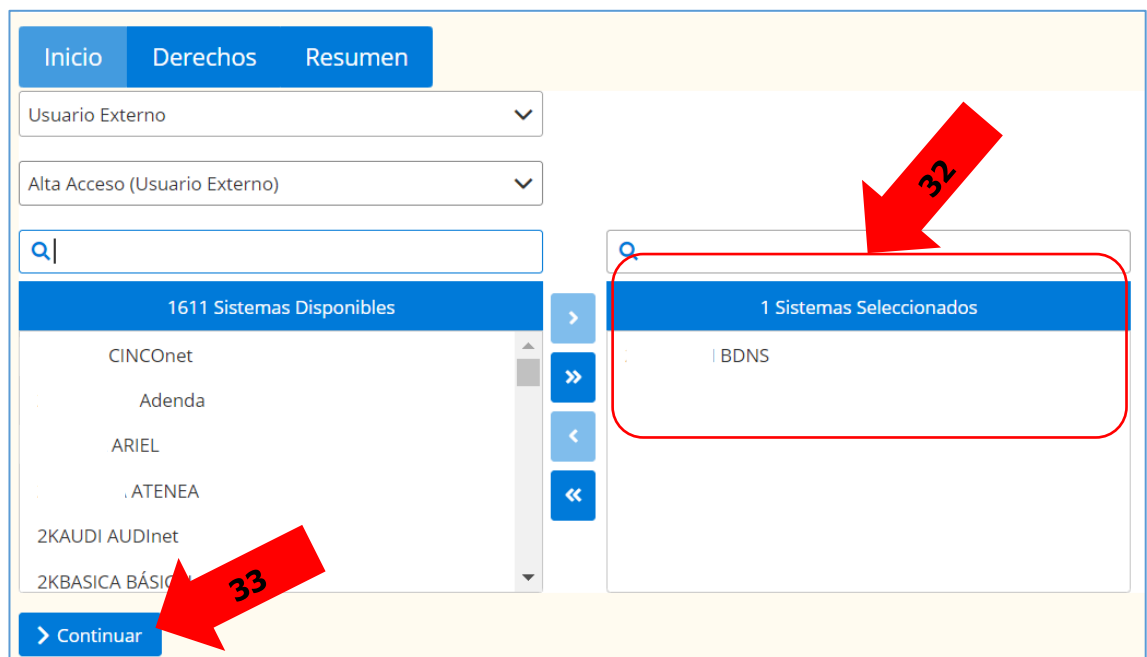 Inicio Derechos Resumen
Usuario Externo
Alta Acceso (Usuario Externo)
32
1611 Sistemas Disponibles
1 Sistemas Seleccionados
CINCOnet
BDNS
Adenda
ARIEL
ATENEA
2KAUDI AUDInet
2KBASICA
33
Continuar